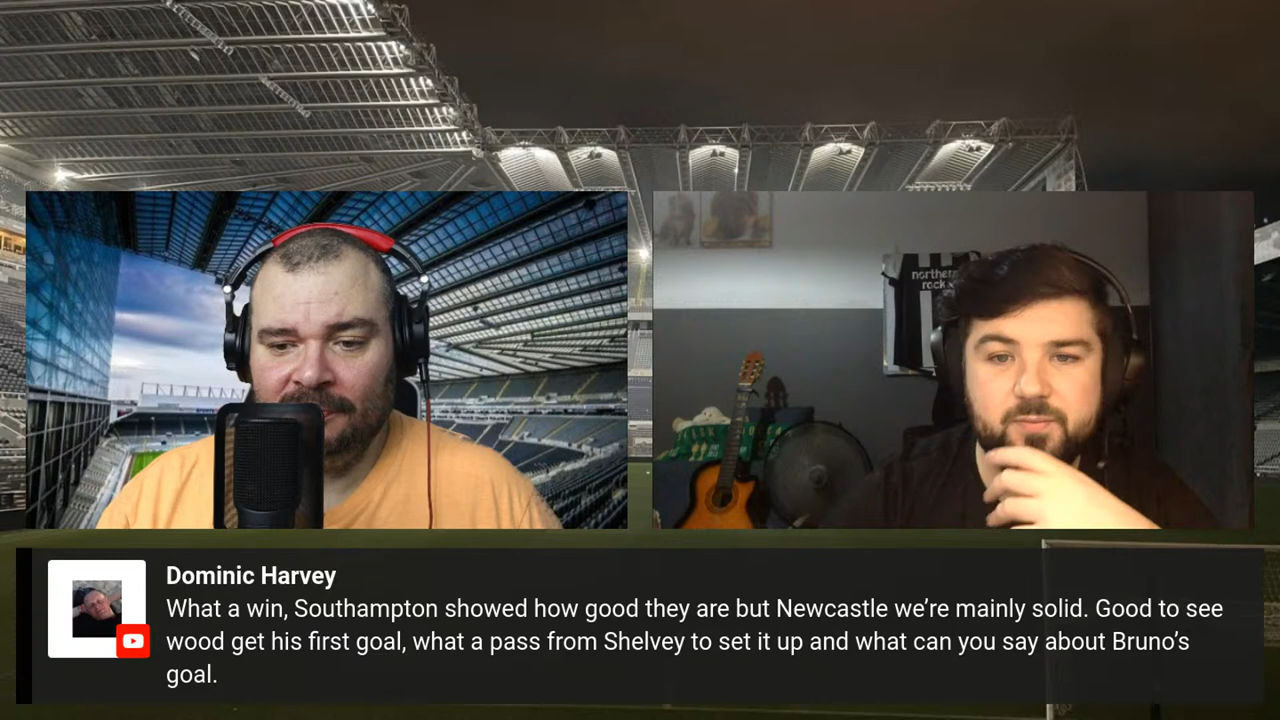 northern
rock
Dominic Harvey
What a win, Southampton showed how good they are but Newcastle we’re mainly solid. Good to see
wood get his first goal, what a pass from Shelvey to set it up and what can you say about Bruno’s
goal.